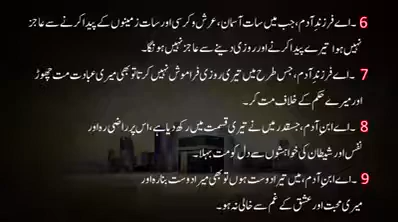 6 ۔اے فرزندِ آدم، جب میں سات آسمان، عرش و کرسی اور سات زمینوں کے پیدا کرنے سے عاجز
نہیں ہوا تیرے پیدا کرنے اور روزی دینے سے عاجز نہیں ہونگا۔
7 ۔اے فرزندِ آدم، جس طرح میں تیری روزی فراموش نہیں کرتا تو بھی میری عبادت مت چھوڑ
اور میرے حکم کے خلاف مت کر۔
8 ۔اے ابنِ آدم، جسقدر میں نے تیری قسمت میں رکھ دیا ہے، اس پر راضی رہ اور
نفس اور شیطان کی خواہشوں سے دل کو مت بہلا۔
9 ۔اے ابنِ آدم، میں تیرا دوست ہوں تو بھی میرا دوست بنا رہ اور
میری محبت اور عشق کے غم سے خالی نہ ہو۔